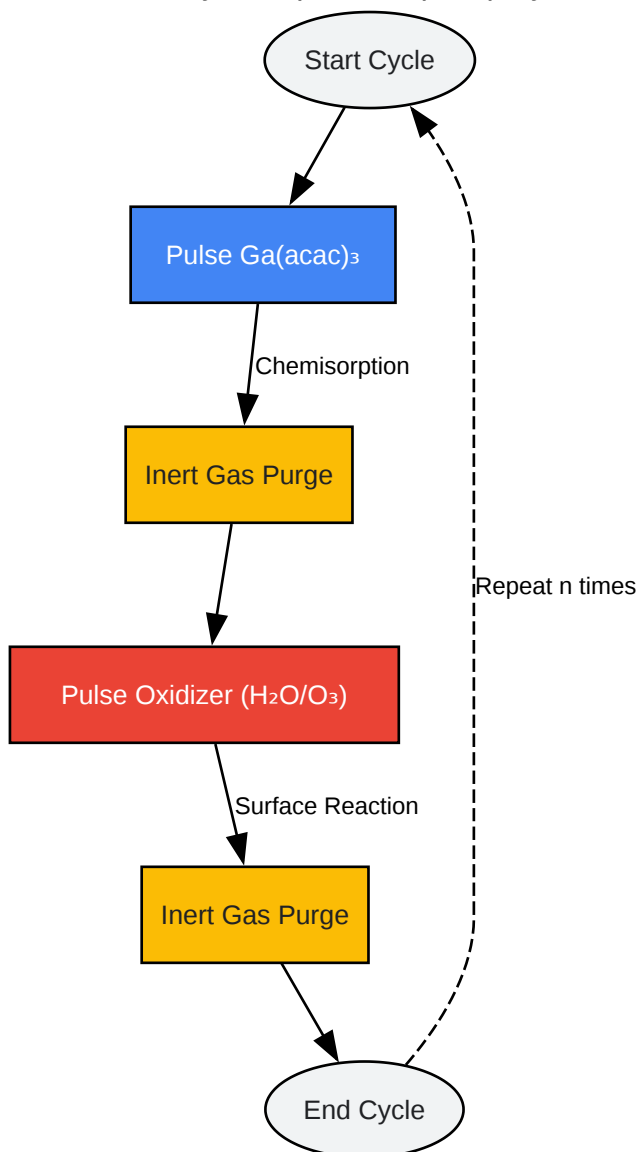 Start Cycle
Pulse Ga(acac)₃
Chemisorption
Inert Gas Purge
Repeat n times
Pulse Oxidizer (H₂O/O₃)
Surface Reaction
Inert Gas Purge
End Cycle